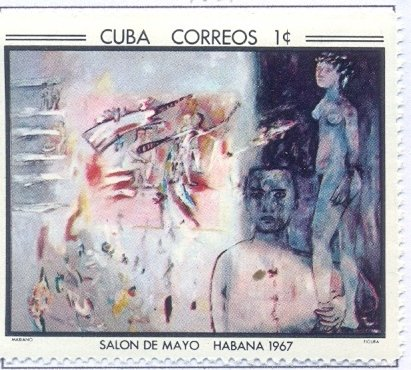 CUBA CORREOS 1¢
MARIANO
FIGURA
SALON DE MAYO HABANA 1967